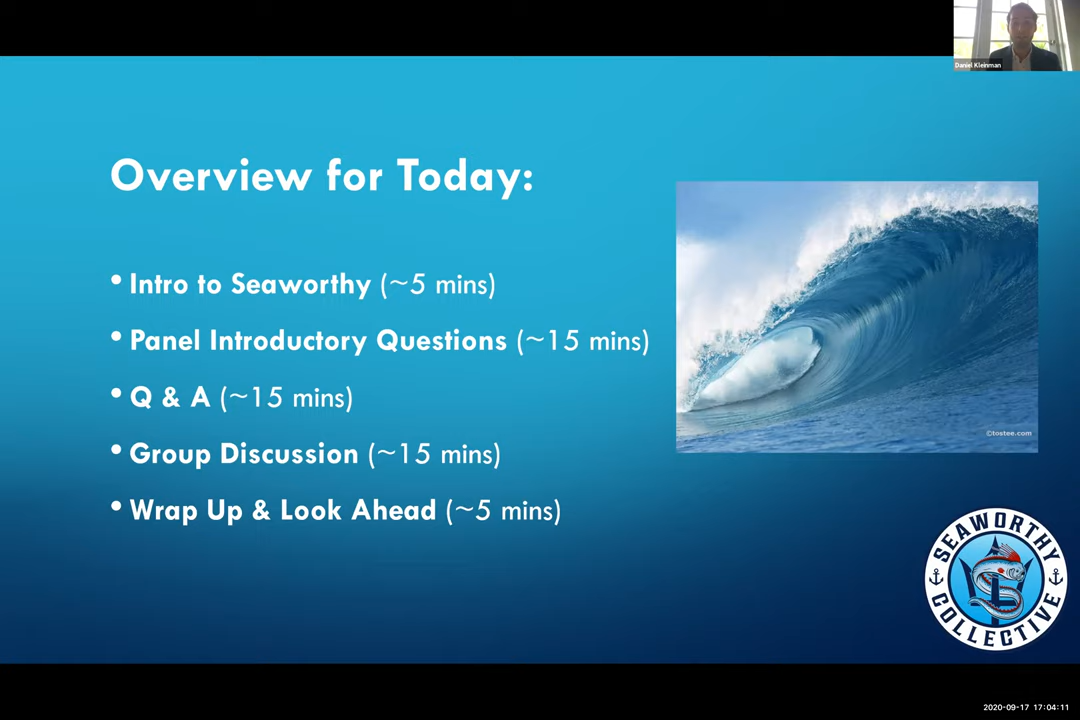 Daniel Kleinman
Overview for Today:
• Intro to Seaworthy (~5 mins)
• Panel Introductory Questions (~15 mins)
• Q & A (~15 mins)
• Group Discussion (~15 mins)
• Wrap Up & Look Ahead (~5 mins)
©tostee.com
SEAWORTHY
COLLECTIVE
2020-09-17 17:04:11